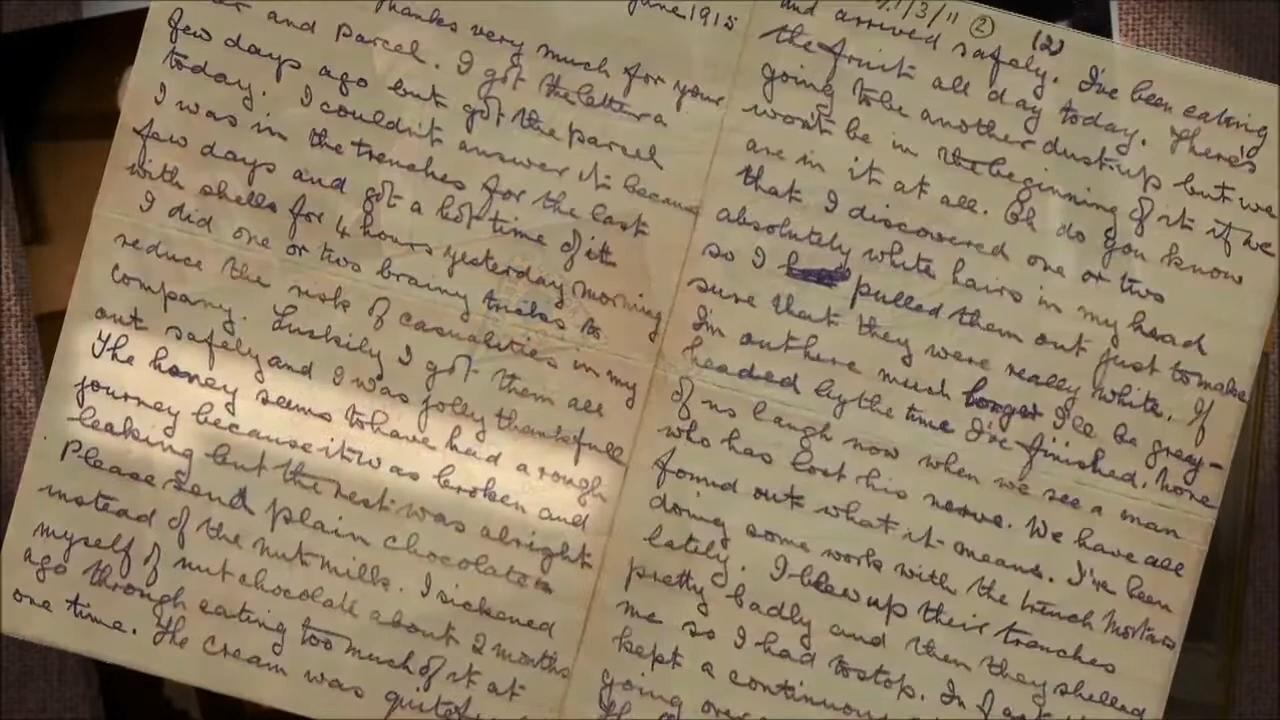 June 1915
Thanks very much for your
and parcel. I got the letter a
few days ago but got the parcel
today. I couldn't answer it because
I was in the trenches for the last
few days and got a hot time of it
with shells for 4 hours yesterday morning
I did one or two brainy tricks to
reduce the risk of casualities in my
company. Luckily I got them all
out safely and I was jolly thankfull
The honey seems to have had a rough
journey because it was broken and
leaking but the rest was alright
Please send plain chocolates
instead of the nut milk. I sickened
myself of nut chocolate about 2 months
ago through eating too much of it at
one time. The cream was quite
1/3/11 (2) (2)
and arrived safely. I've been eating
the fruit all day today. There's
going to be another dust up but we
won't be in the beginning of it if we
are in it at all. Oh do you know
that I discovered one or two
absolutely white hairs in my head
so I pulled them out just to make
sure that they were really white. If
I'm out here much longer I'll be grey-
headed by the time I've finished. None
of us laugh now when we see a man
who has lost his nerve. We have all
found out what it means. I've been
doing some work with the trench Mortars
lately. I blew up their trenches
pretty badly and then they shelled
me so I had to stop. In
kept a continuous
going over